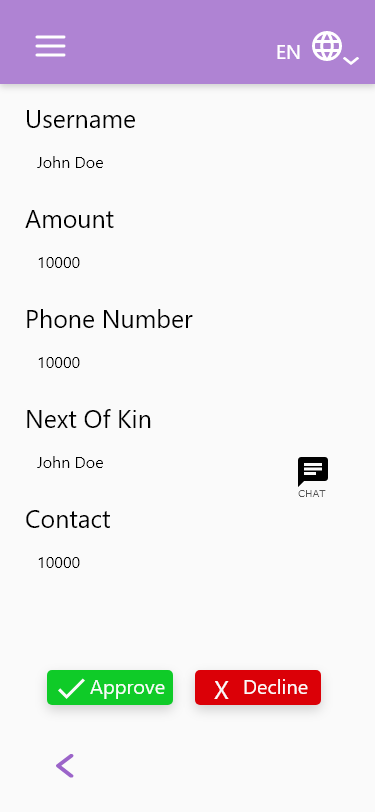 EN
Username
John Doe
Amount
10000
Phone Number
10000
Next Of Kin
John Doe
CHAT
Contact
10000
Approve
X Decline